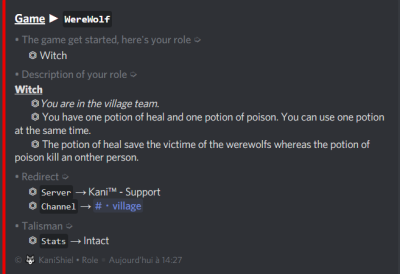 Game ► WereWolf
• The game get started, here's your role ➭
⏣ Witch
• Description of your role ➭
Witch
⏣ You are in the village team.
⏣ You have one potion of heal and one potion of poison. You can use one potion
at the same time.
⏣ The potion of heal save the victime of the werewolfs whereas the potion of
poison kill an onther person.
• Redirect ➭
⏣ Server → Kani™ - Support
⏣ Channel → #・village
• Talisman ➭
⏣ Stats → Intact
© 🐺 KaniShiel • Roie • Aujourd'hui à 14:27